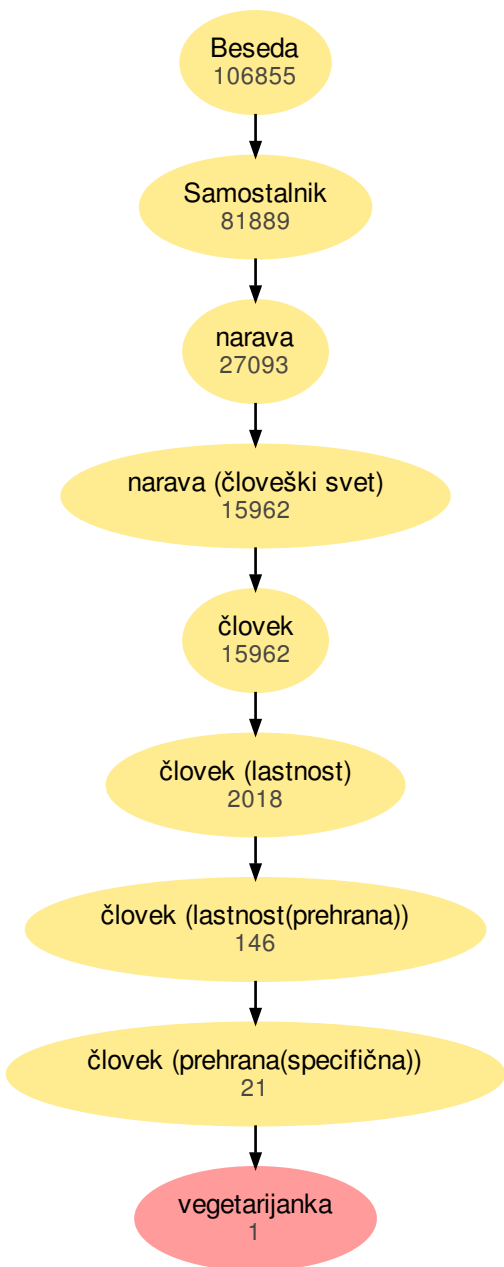 Beseda
106855
Samostalnik
81889
narava
27093
narava (človeški svet)
15962
človek
15962
človek (lastnost)
2018
človek (lastnost(prehrana))
146
človek (prehrana(specifična))
21
vegetarijanka
1